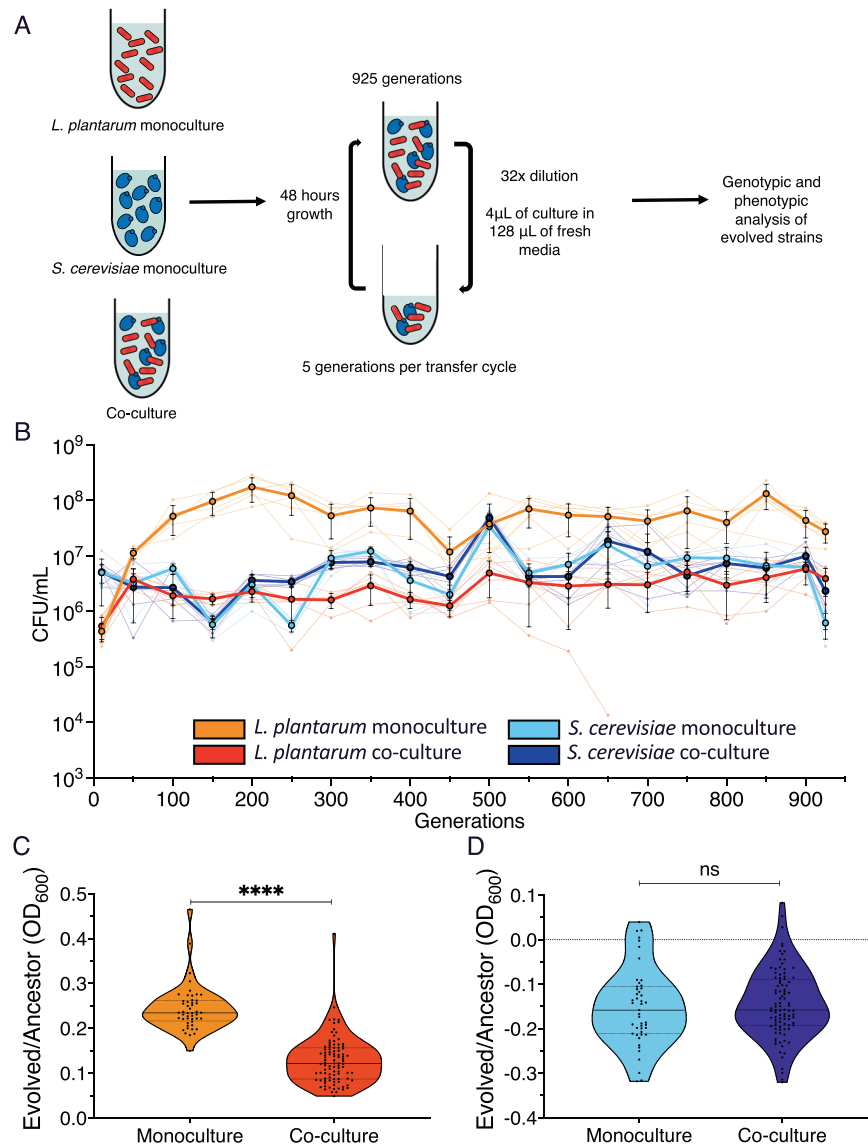 A
L. plantarum monoculture
S. cerevisiae monoculture
Co-culture
48 hours
growth
925 generations
32x dilution
4µL of culture in
128 µL of fresh
media
5 generations per transfer cycle
Genotypic and
phenotypic
analysis of
evolved strains
B
CFU/mL
10⁹
10⁸
10⁷
10⁶
10⁵
10⁴
10³
L. plantarum monoculture
S. cerevisiae monoculture
L. plantarum co-culture
S. cerevisiae co-culture
0 100 200 300 400 500 600 700 800 900
Generations
C
Evolved/Ancestor (OD₆₀₀)
0.5
0.4
0.3
0.2
0.1
0.0
****
Monoculture Co-culture
D
Evolved/Ancestor (OD₆₀₀)
0.1
0.0
-0.1
-0.2
-0.3
-0.4
ns
Monoculture Co-culture